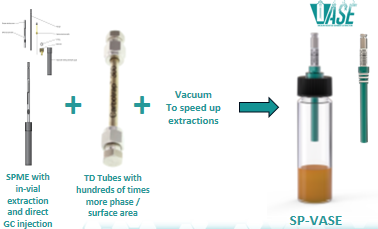 VASE
Vacuum
To speed up
extractions
SPME with
in-vial
extraction
and direct
GC injection
TD Tubes with
hundreds of times
more phase /
surface area
SP-VASE